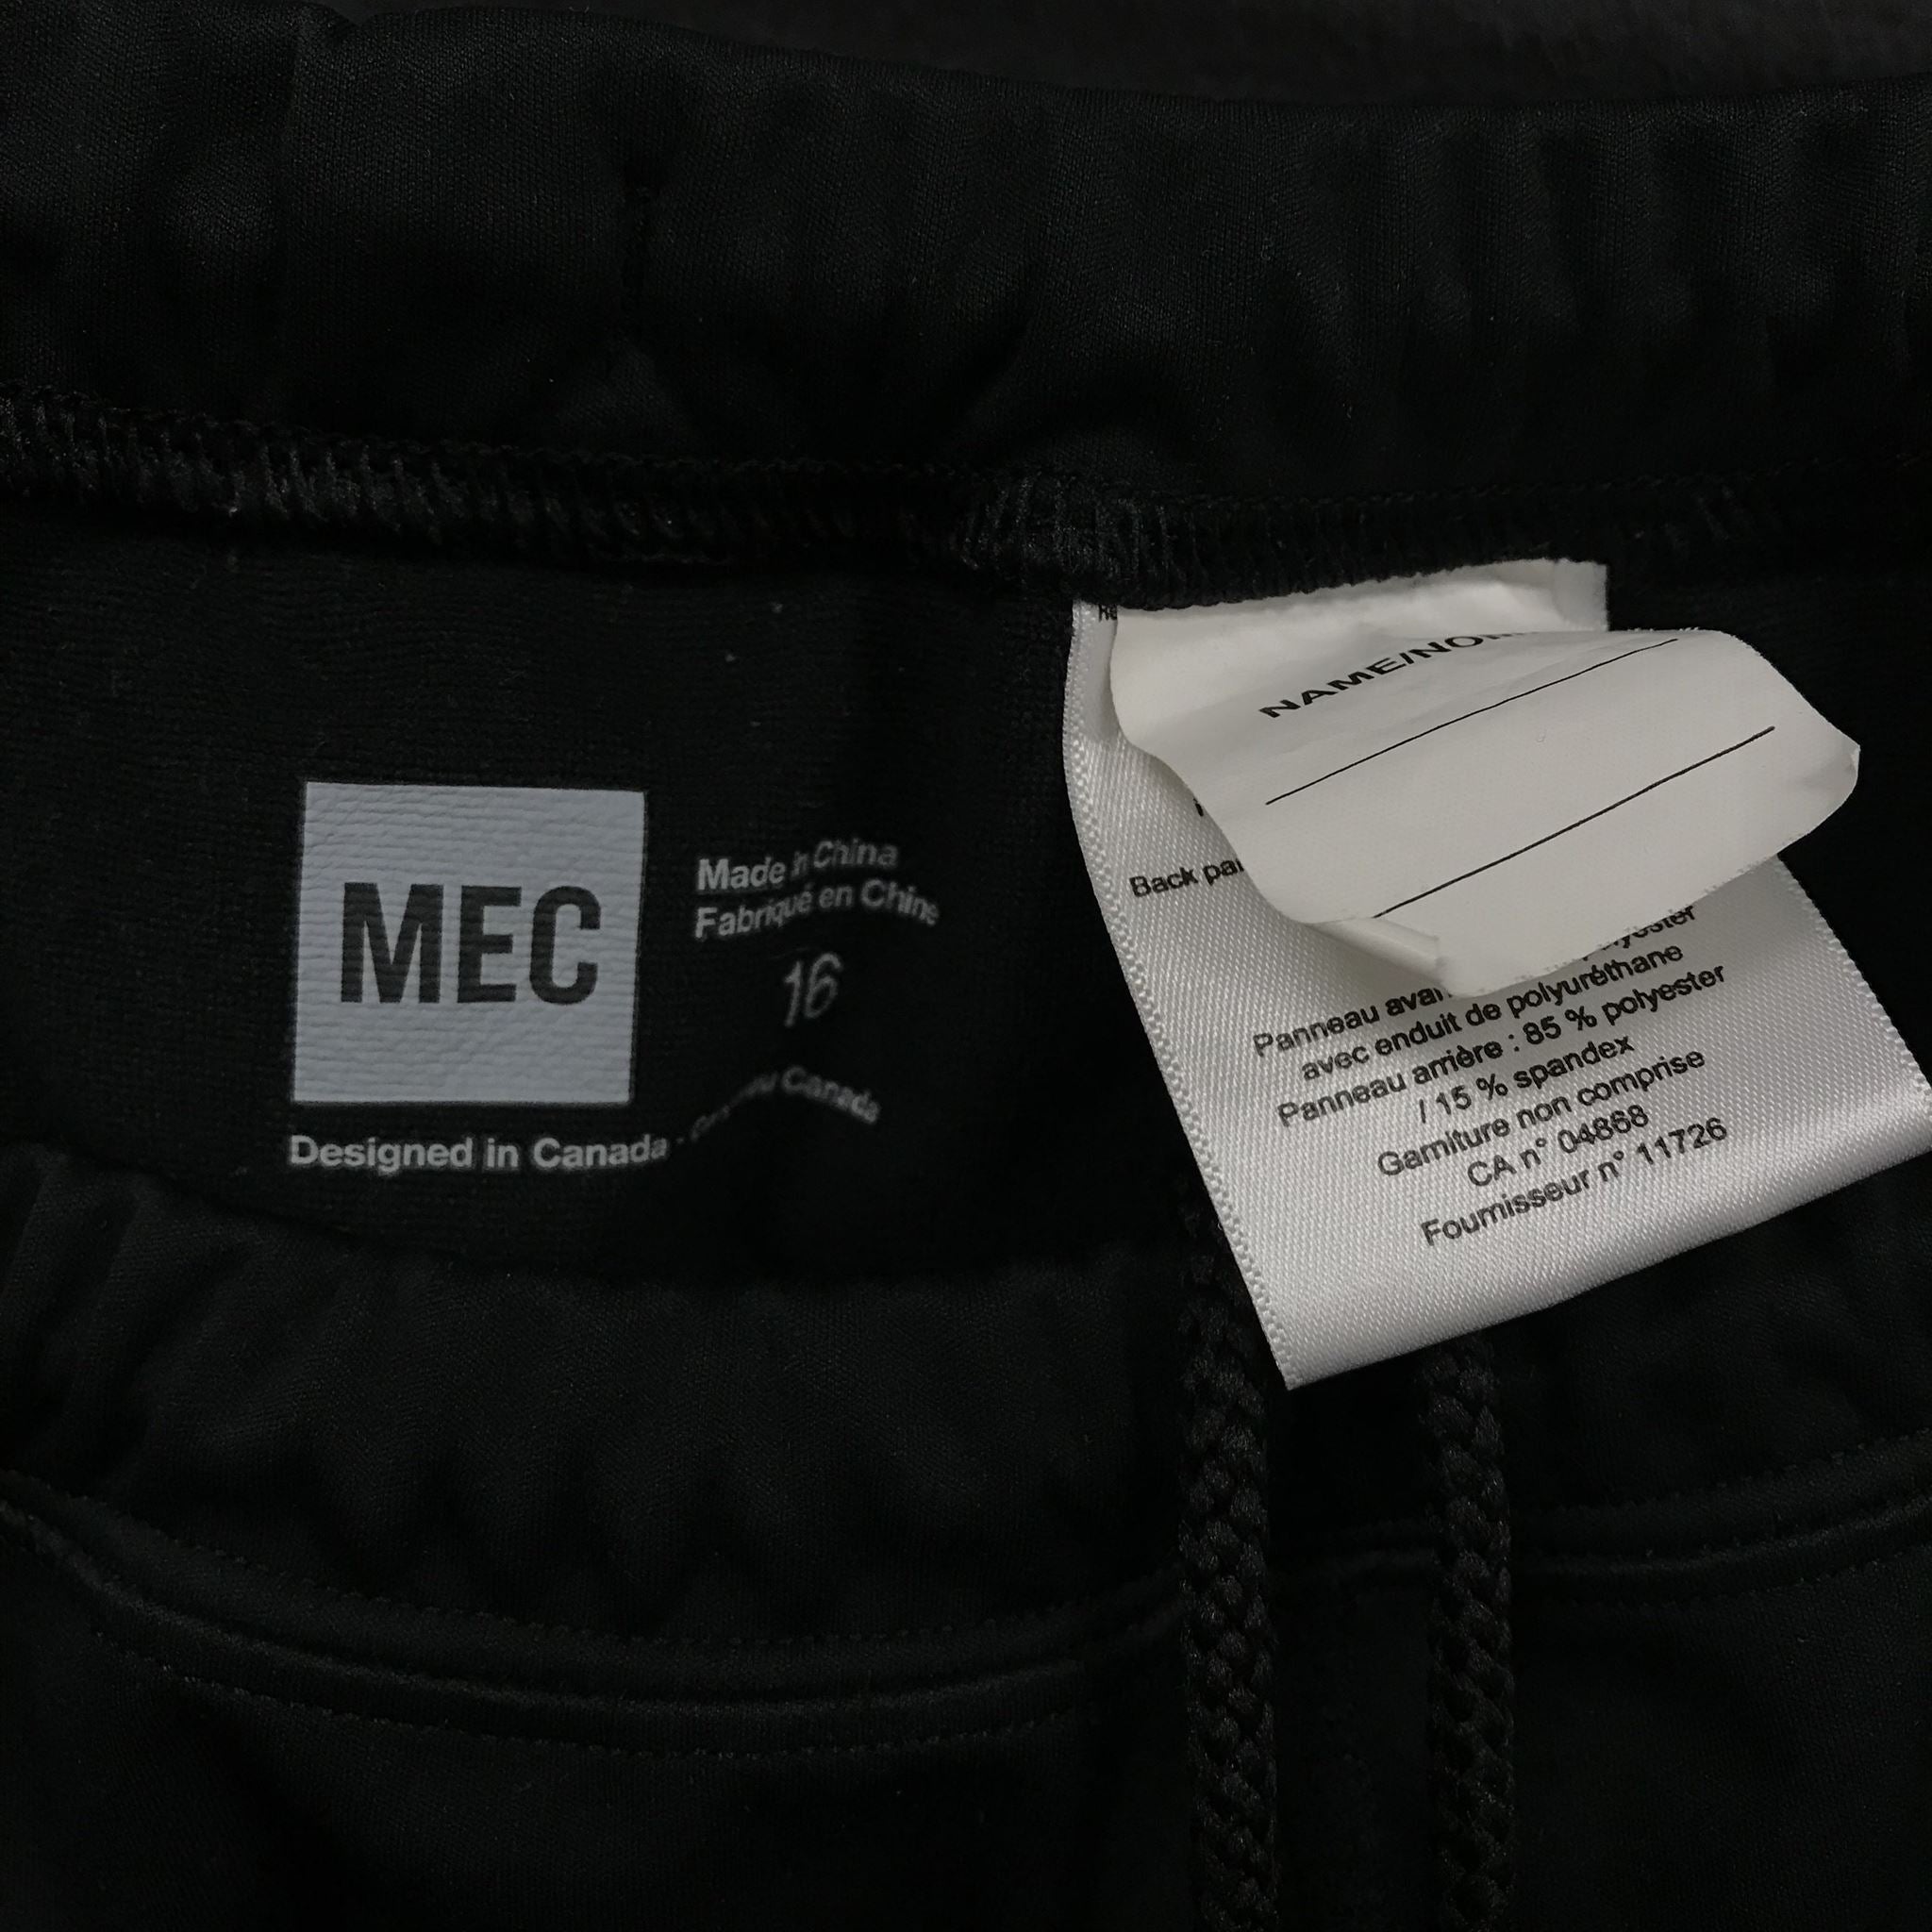 MEC
Made in China
Fabriqué en Chine
16
Designed in Canada · Canada
NAME/NO
Back pa
polyester
Panneau avan
avec enduit de polyuréthane
Panneau arrière : 85 % polyester
/ 15 % spandex
Garniture non comprise
CA n° 04868
Fournisseur n° 11726